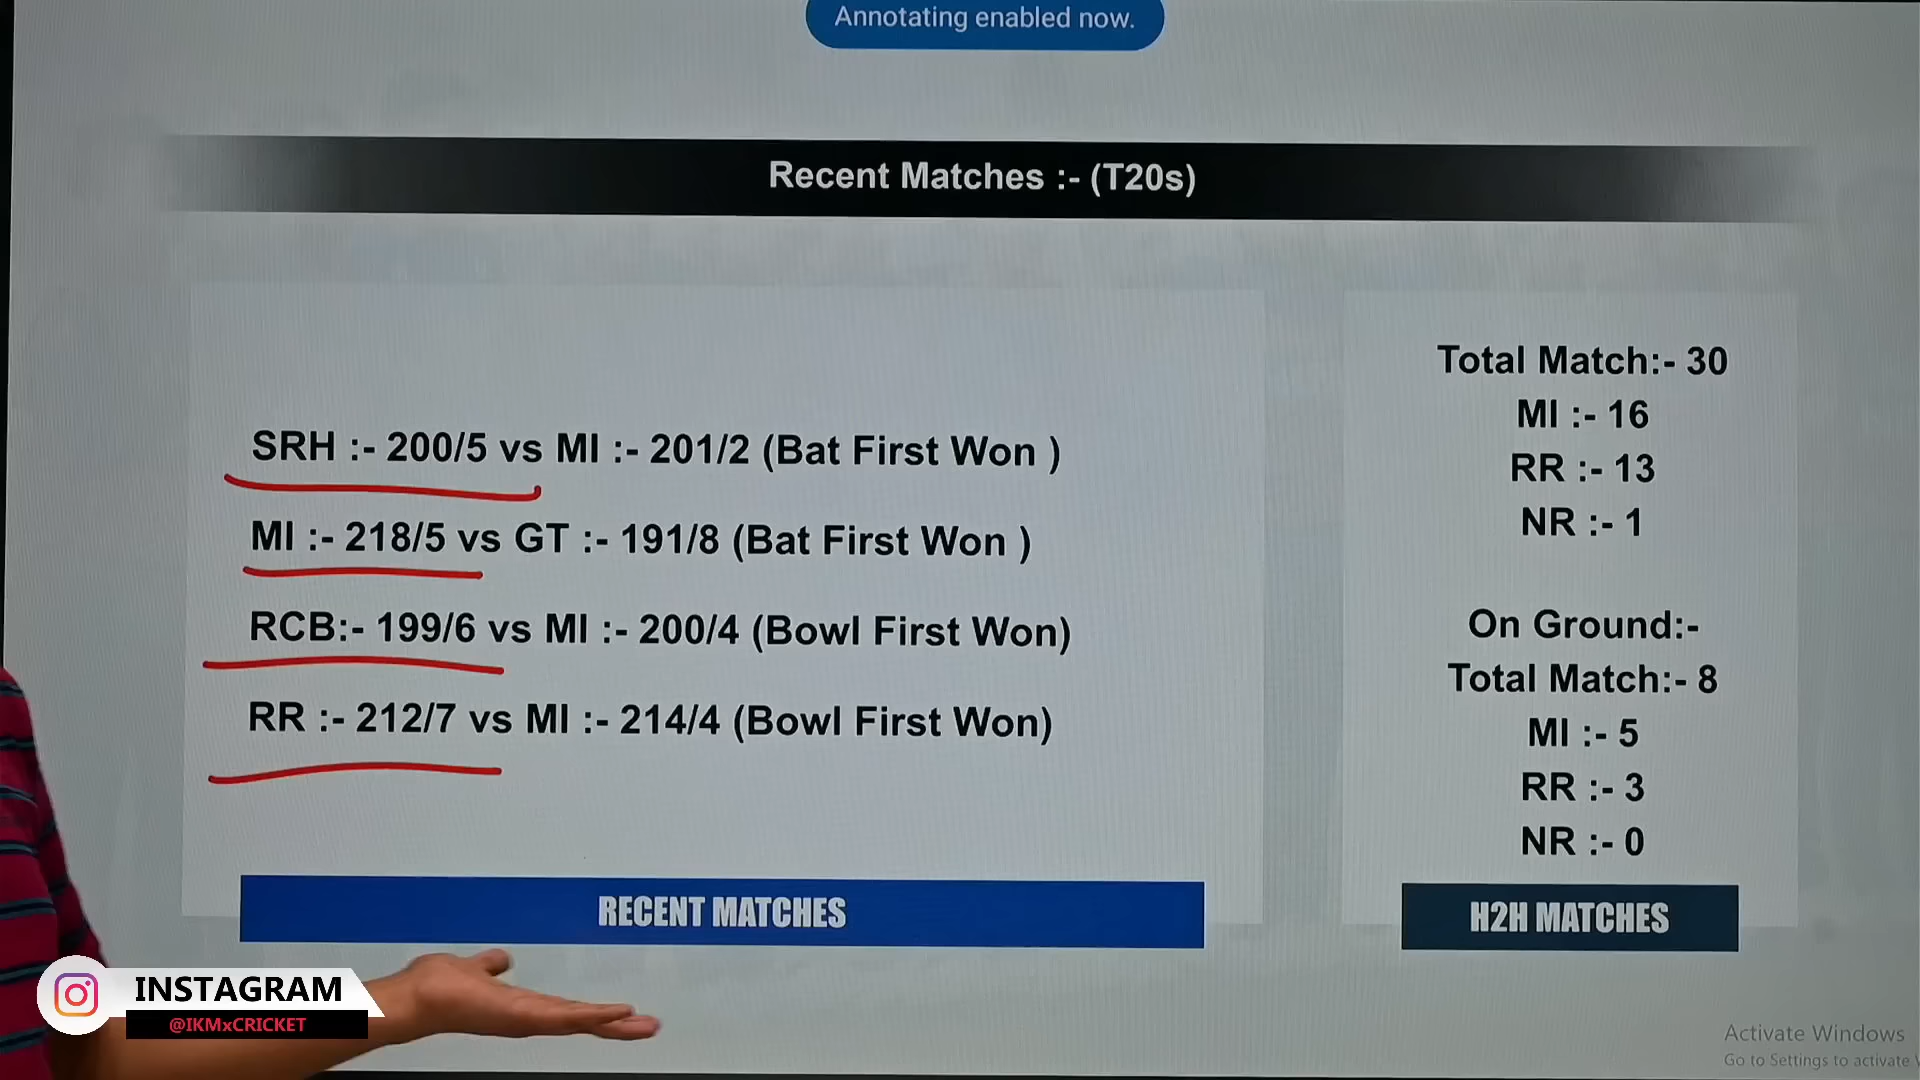 Annotating enabled now.
Recent Matches :- (T20s)
SRH :- 200/5 vs MI :- 201/2 (Bat First Won )
MI :- 218/5 vs GT :- 191/8 (Bat First Won )
RCB:- 199/6 vs MI :- 200/4 (Bowl First Won)
RR :- 212/7 vs MI :- 214/4 (Bowl First Won)
RECENT MATCHES
Total Match:- 30
MI :- 16
RR :- 13
NR :- 1
On Ground:-
Total Match:- 8
MI :- 5
RR :- 3
NR :- 0
H2H MATCHES
INSTAGRAM
@IKMxCRICKET
Activate Windows
Go to Settings to activate